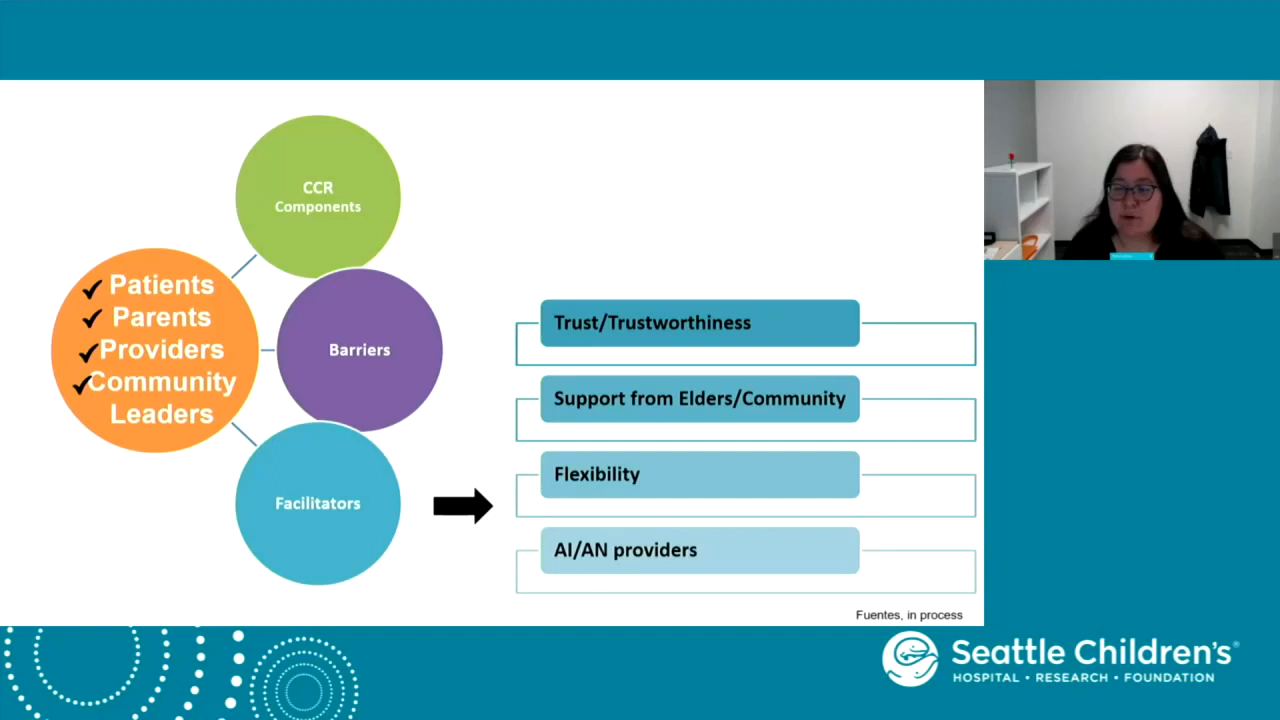 CCR
Components
Patients
Parents
Providers
Community
Leaders
Barriers
Facilitators
Trust/Trustworthiness
Support from Elders/Community
Flexibility
AI/AN providers
Fuentes, in process
Seattle Children's®
HOSPITAL • RESEARCH • FOUNDATION